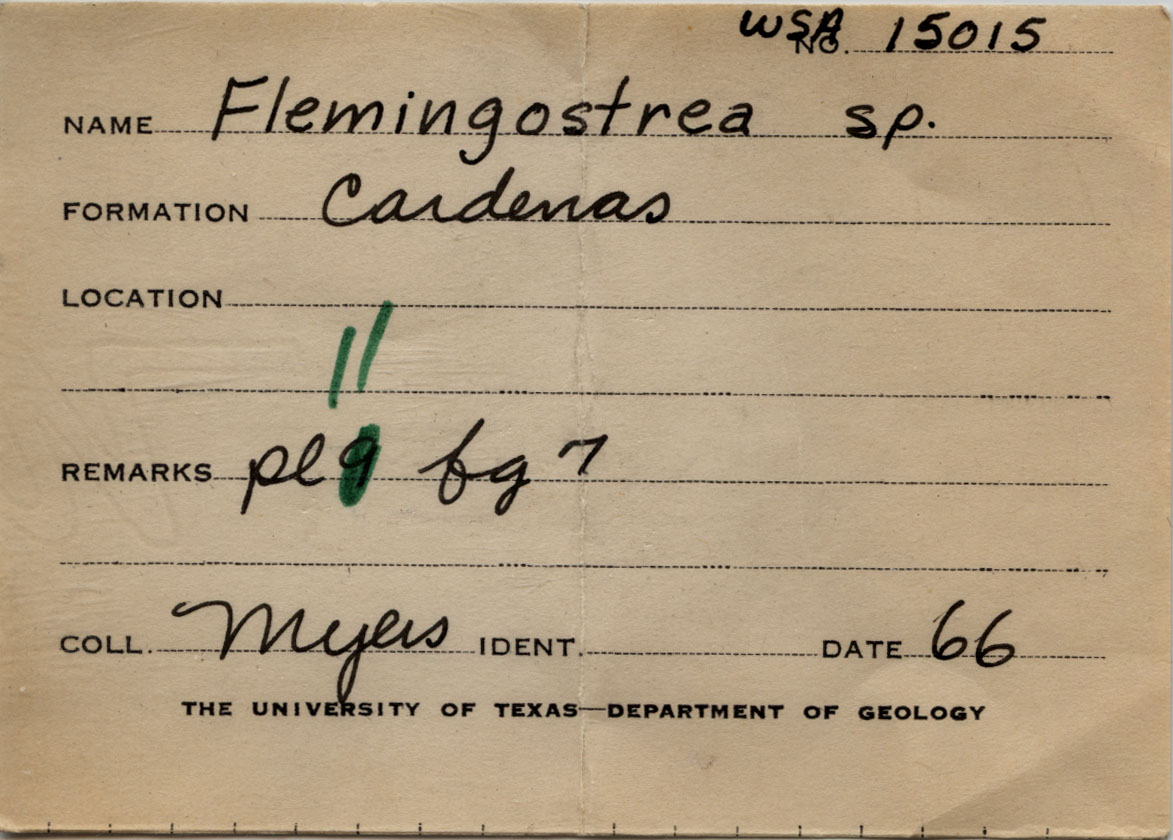 WSA NO. 15015
NAME Flemingostrea sp.
FORMATION Cardenas
LOCATION
11
REMARKS pl 9 fg 7
COLL. Myers IDENT. DATE 66
THE UNIVERSITY OF TEXAS—DEPARTMENT OF GEOLOGY